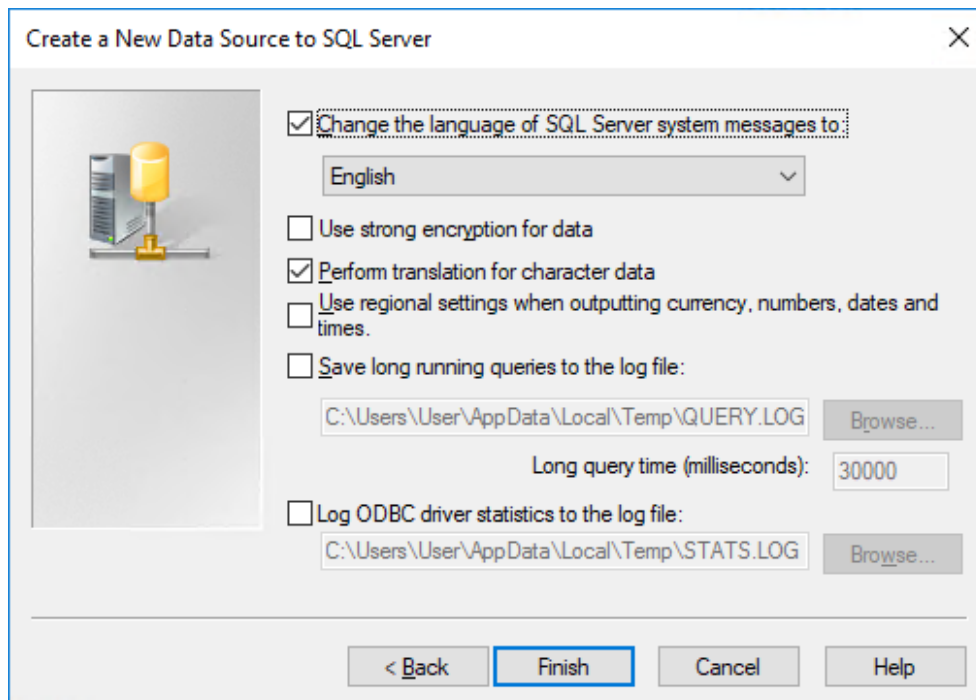 Create a New Data Source to SQL Server
Change the language of SQL Server system messages to:
English
Use strong encryption for data
Perform translation for character data
Use regional settings when outputting currency, numbers, dates and
times.
Save long running queries to the log file:
C:\Users\User\AppData\Local\Temp\QUERY.LOG Browse...
Long query time (milliseconds): 30000
Log ODBC driver statistics to the log file:
C:\Users\User\AppData\Local\Temp\STATS.LOG Browse...
< Back Finish Cancel Help